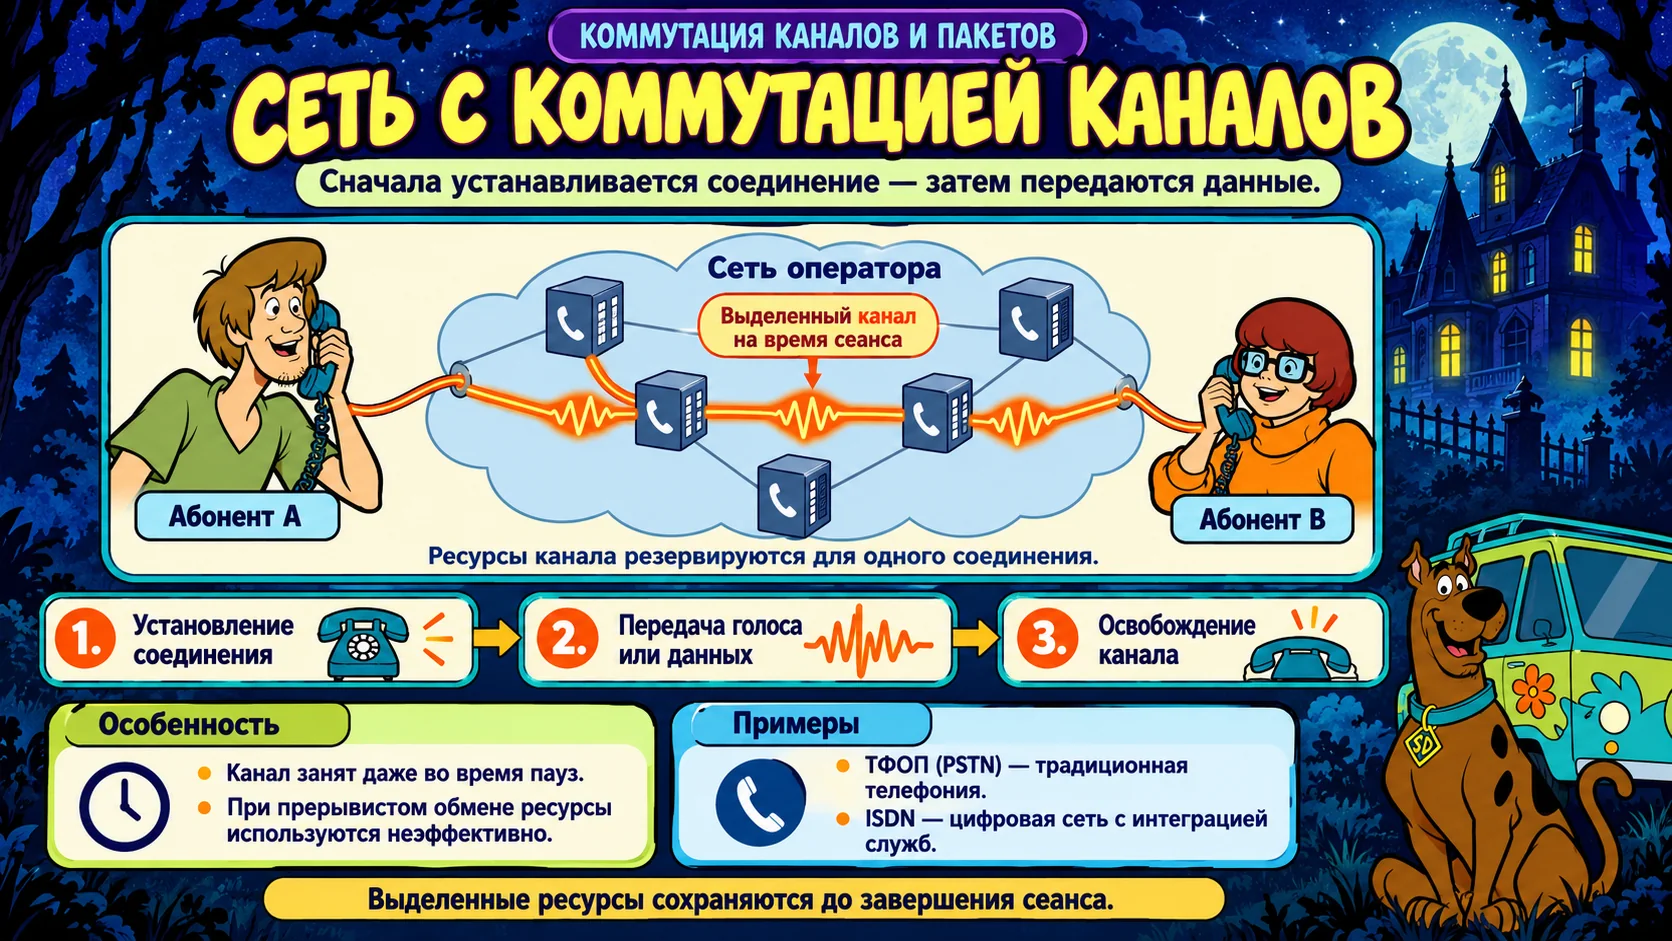 КОММУТАЦИЯ КАНАЛОВ И ПАКЕТОВ
СЕТЬ С КОММУТАЦИЕЙ КАНАЛОВ
Сначала устанавливается соединение — затем передаются данные.
Сеть оператора
Выделенный канал
на время сеанса
Абонент А
Абонент В
Ресурсы канала резервируются для одного соединения.
1. Установление
соединения
2. Передача голоса
или данных
3. Освобождение
канала
Особенность
Канал занят даже во время пауз.
При прерывистом обмене ресурсы
используются неэффективно.
Примеры
ТФОП (PSTN) — традиционная
телефония.
ISDN — цифровая сеть с интеграцией
служб.
SD
Выделенные ресурсы сохраняются до завершения сеанса.